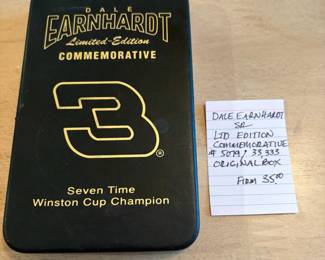 DALE
EARNHARDT
Limited-Edition
COMMEMORATIVE
3®
Seven Time
Winston Cup Champion
DALE EARNHARDT
SR
LTD EDITION
COMMEMORATIVE
# 5079/33,333
ORIGINAL BOX
FIRM 35.00